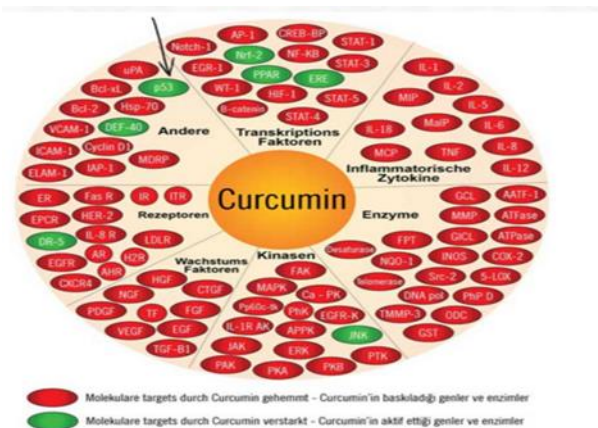 Notch-1
AP-1
CREB-BP
STAT-1
EGR-1
Nrf-2
NF-KB
STAT-3
WT-1
PPAR
ERE
B-catenin
HIF-1
STAT-5
STAT-4
Transkriptions
Faktoren
IL-1
MIP
IL-2
IL-5
IL-18
MaIP
IL-6
MCP
TNF
IL-8
IL-12
Inflammatorische
Zytokine
uPA
Bcl-xL
p53
Bcl-2
Hsp-70
VCAM-1
DEF-40
ICAM-1
Cyclin D1
ELAM-1
IAP-1
MDRP
Andere
Curcumin
ER
Fas R
IR
ITR
EPCR
HER-2
Rezeptoren
DR-5
IL-8 R
LDLR
EGFR
AR
H2R
CXCR4
AHR
Enzyme
GCL
AATF-1
MMP
ATFase
FPT
GICL
ATPase
Desaturase
NQO-1
INOS
COX-2
Telomerase
Src-2
5-LOX
DNA pol
PhP D
TMMP-3
ODC
GST
Wachstums
Faktoren
NGF
HGF
CTGF
PDGF
TF
FGF
VEGF
EGF
TGF-B1
Kinasen
FAK
MAPK
Ca - PK
Pp60c-tk
PhK
EGFR-K
IL-1R AK
APPK
JNK
JAK
ERK
PTK
PAK
PKA
PKB
Molekulare targets durch Curcumin gehemmt - Curcumin'in baskıladığı genler ve enzimler
Molekulare targets durch Curcumin verstarkt - Curcumin'in aktif ettiği genler ve enzimler